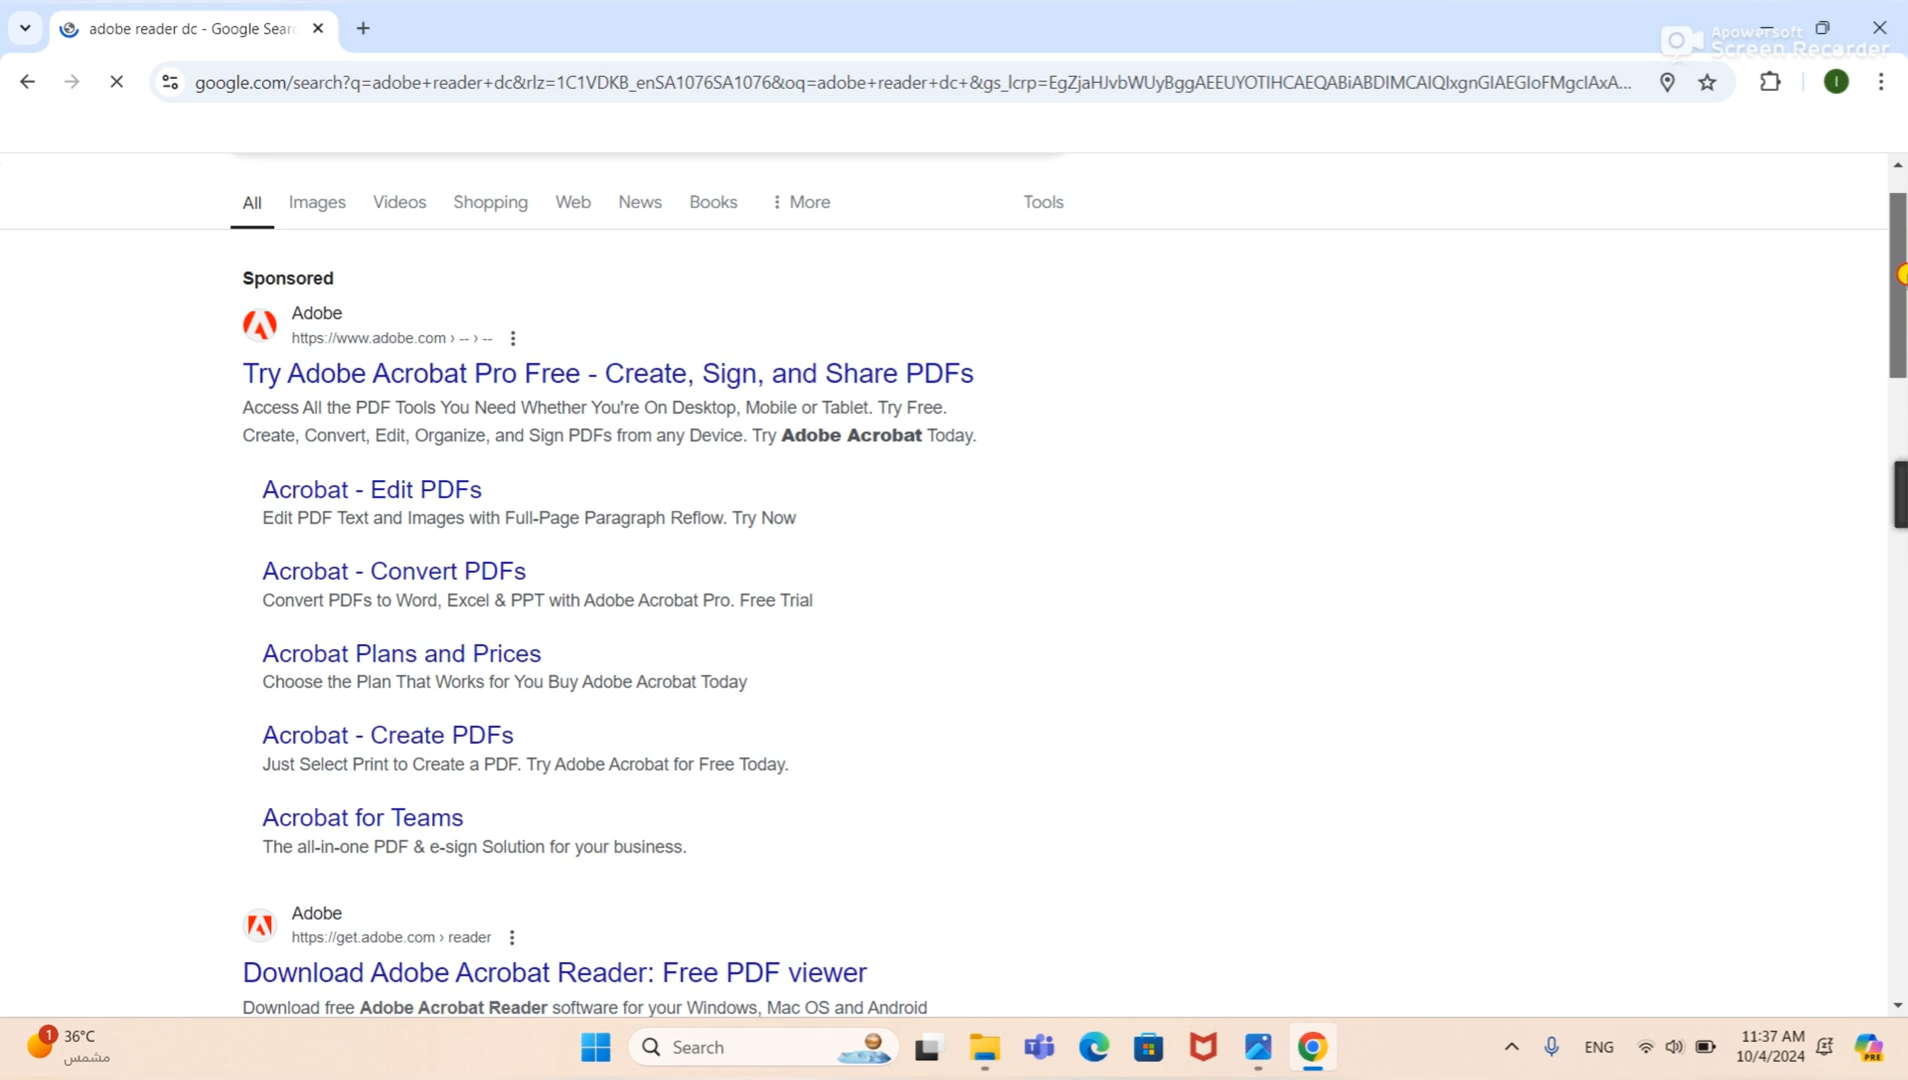 adobe reader dc - Google Sear
Apowersoft
Screen Recorder
google.com/search?q=adobe+reader+dc&rlz=1C1VDKB_enSA1076SA1076&oq=adobe+reader+dc+&gs_lcrp=EgZjaHJvbWUyBggAEEUYOTIHCAEQABiABDIMCAIQIxgnGIAEGIoFMgcIAxA...
I
All Images Videos Shopping Web News Books More Tools
Sponsored
Adobe
https://www.adobe.com › -- › --
Try Adobe Acrobat Pro Free - Create, Sign, and Share PDFs
Access All the PDF Tools You Need Whether You're On Desktop, Mobile or Tablet. Try Free.
Create, Convert, Edit, Organize, and Sign PDFs from any Device. Try Adobe Acrobat Today.
Acrobat - Edit PDFs
Edit PDF Text and Images with Full-Page Paragraph Reflow. Try Now
Acrobat - Convert PDFs
Convert PDFs to Word, Excel & PPT with Adobe Acrobat Pro. Free Trial
Acrobat Plans and Prices
Choose the Plan That Works for You Buy Adobe Acrobat Today
Acrobat - Create PDFs
Just Select Print to Create a PDF. Try Adobe Acrobat for Free Today.
Acrobat for Teams
The all-in-one PDF & e-sign Solution for your business.
Adobe
https://get.adobe.com › reader
Download Adobe Acrobat Reader: Free PDF viewer
Download free Adobe Acrobat Reader software for your Windows, Mac OS and Android
1
36°C
مشمس
Search
ENG
11:37 AM
10/4/2024
PRE